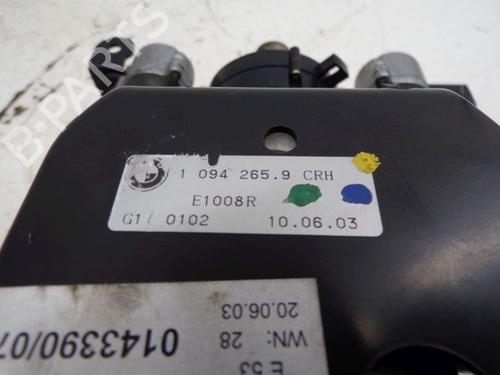 B-PARTS
1 094 265.9 CRH
E1008R
G1/ 0102 10.06.03
0143390/07
WN: 28 20.06.03
E 53